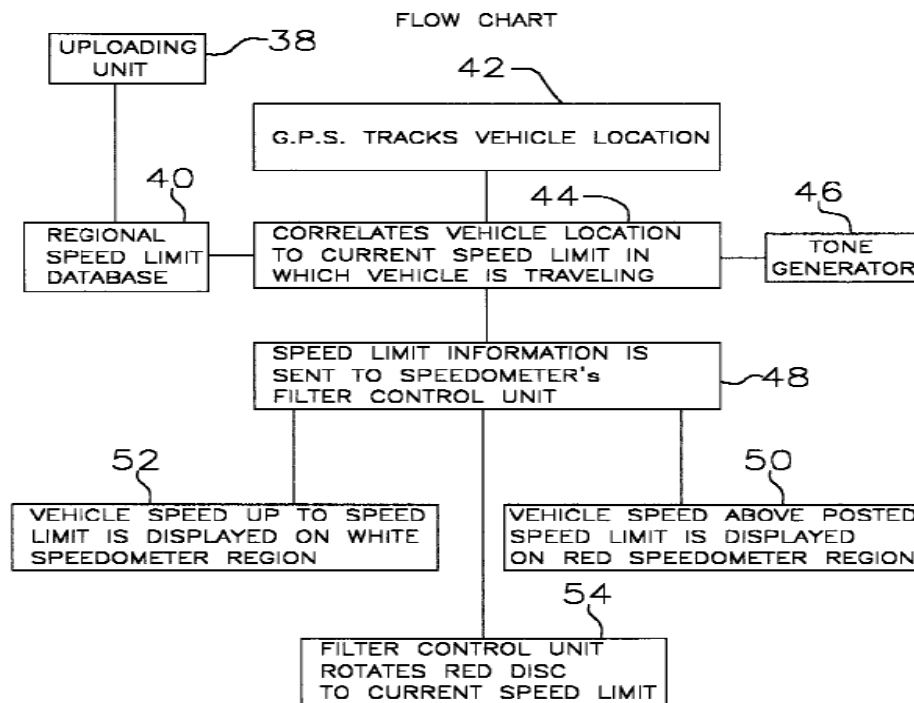 FLOW CHART
UPLOADING
UNIT
38
42
G.P.S. TRACKS VEHICLE LOCATION
40
REGIONAL
SPEED LIMIT
DATABASE
44
CORRELATES VEHICLE LOCATION
TO CURRENT SPEED LIMIT IN
WHICH VEHICLE IS TRAVELING
46
TONE
GENERATOR
SPEED LIMIT INFORMATION IS
SENT TO SPEEDOMETER's
FILTER CONTROL UNIT
48
52
VEHICLE SPEED UP TO SPEED
LIMIT IS DISPLAYED ON WHITE
SPEEDOMETER REGION
50
VEHICLE SPEED ABOVE POSTED
SPEED LIMIT IS DISPLAYED
ON RED SPEEDOMETER REGION
54
FILTER CONTROL UNIT
ROTATES RED DISC
TO CURRENT SPEED LIMIT